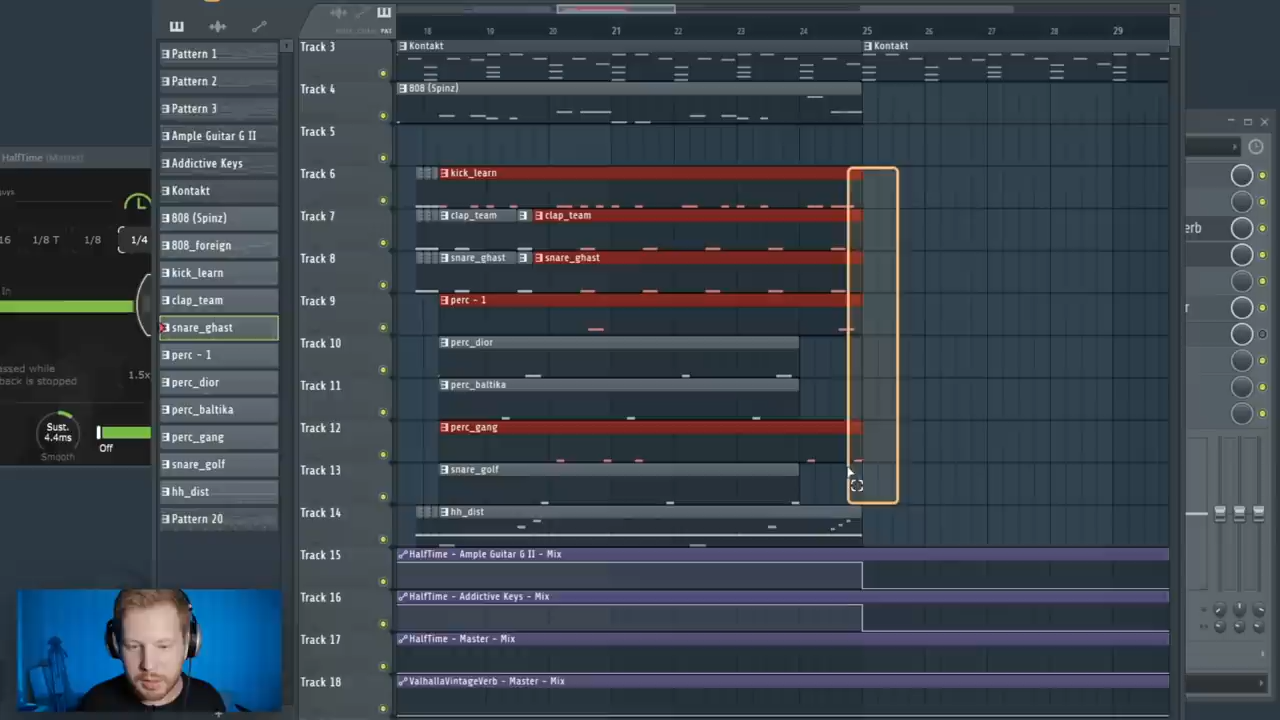 18 19 20 21 22 23 24 25 26 27 28 29
Pattern 1
Pattern 2
Pattern 3
Ample Guitar G II
Addictive Keys
Kontakt
808 (Spinz)
808_foreign
kick_learn
clap_team
snare_ghast
perc - 1
perc_dior
perc_baltika
perc_gang
snare_golf
hh_dist
Pattern 20
HalfTime (Master)
guys
16 1/8 T 1/8 1/4
In
assed while
back is stopped
1.5x
Sust.
4.4ms
Smooth
Off
Track 3 Kontakt Kontakt
Track 4 808 (Spinz)
Track 5
Track 6 kick_learn
Track 7 clap_team clap_team
Track 8 snare_ghast snare_ghast
Track 9 perc - 1
Track 10 perc_dior
Track 11 perc_baltika
Track 12 perc_gang
Track 13 snare_golf
Track 14 hh_dist
Track 15 HalfTime - Ample Guitar G II - Mix
Track 16 HalfTime - Addictive Keys - Mix
Track 17 HalfTime - Master - Mix
Track 18 ValhallaVintageVerb - Master - Mix
erb